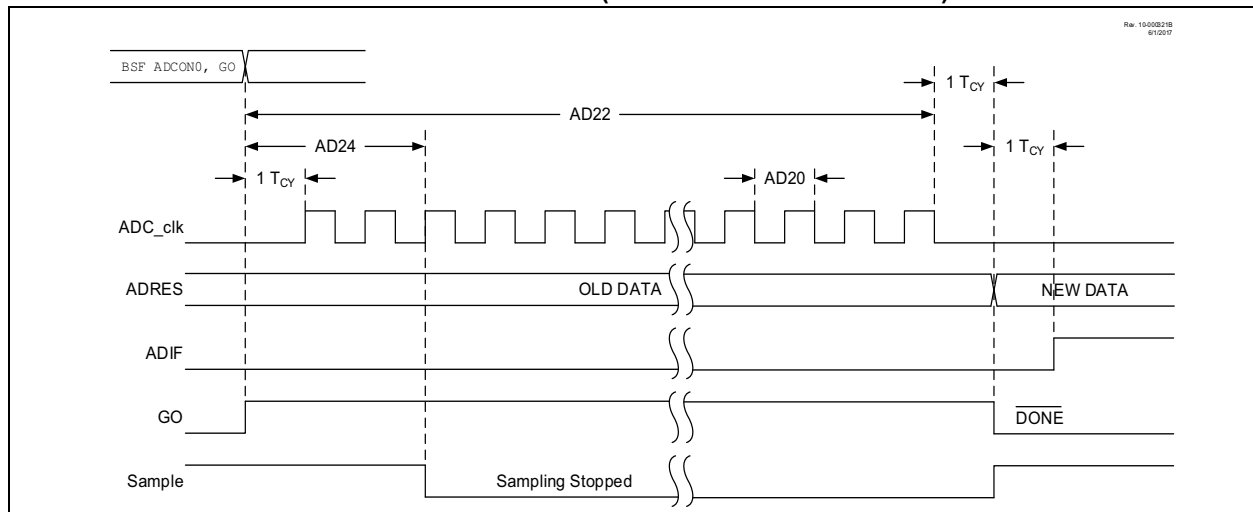 Rev. 10-000321B
6/1/2017
BSF ADCON0, GO
1 TCY
AD22
AD24
1 TCY
1 TCY
AD20
ADC_clk
ADRES
OLD DATA
NEW DATA
ADIF
GO
DONE
Sample
Sampling Stopped